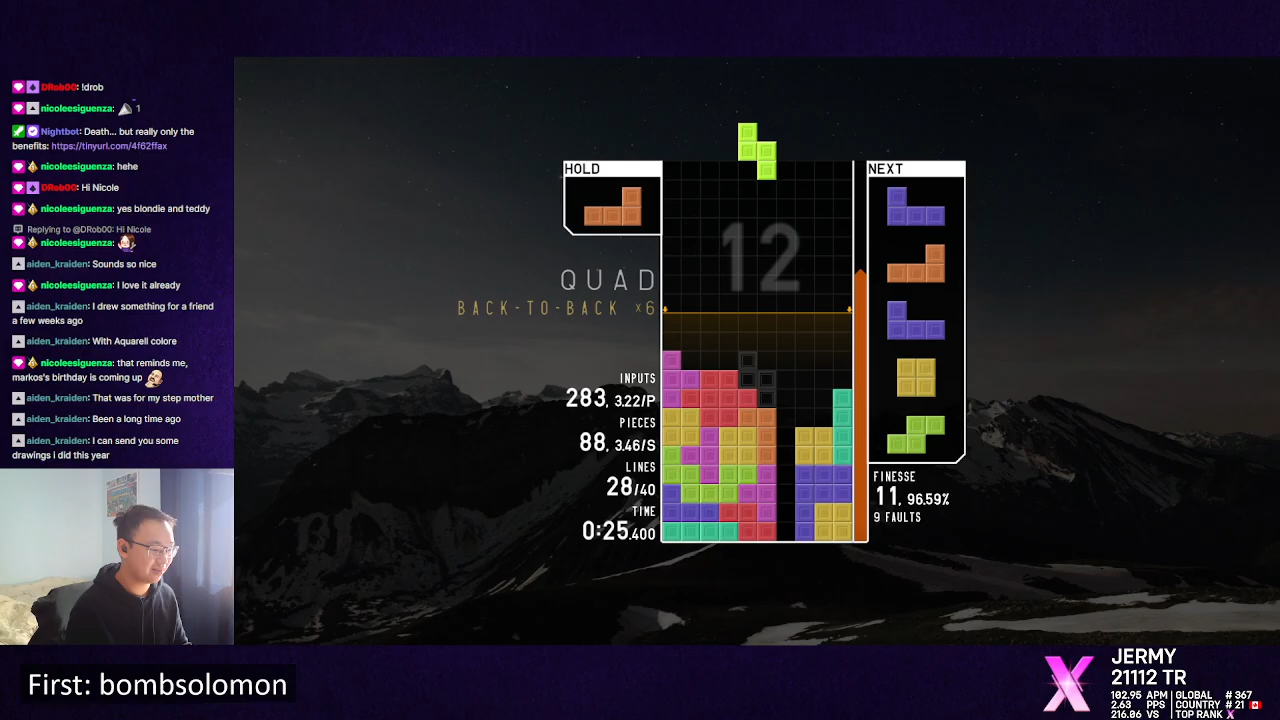 DRob00: !drob
nicoleesiguenza: 1
Nightbot: Death... but really only the
benefits: https://tinyurl.com/4f62ffax
nicoleesiguenza: hehe
DRob00: Hi Nicole
nicoleesiguenza: yes blondie and teddy
Replying to @DRob00: Hi Nicole
nicoleesiguenza:
aiden_kraiden: Sounds so nice
nicoleesiguenza: I love it already
aiden_kraiden: I drew something for a friend
a few weeks ago
aiden_kraiden: With Aquarell colore
nicoleesiguenza: that reminds me,
markos's birthday is coming up
aiden_kraiden: That was for my step mother
aiden_kraiden: Been a long time ago
aiden_kraiden: I can send you some
drawings i did this year
HOLD
NEXT
12
QUAD
BACK-TO-BACK ×6
INPUTS
283, 3.22/P
PIECES
88, 3.46/S
LINES
28/40
TIME
0:25.400
FINESSE
11, 96.59%
9 FAULTS
First: bombsolomon
X
JERMY
21112 TR
102.95 APM GLOBAL # 367
2.63 PPS COUNTRY # 21
216.06 VS TOP RANK X